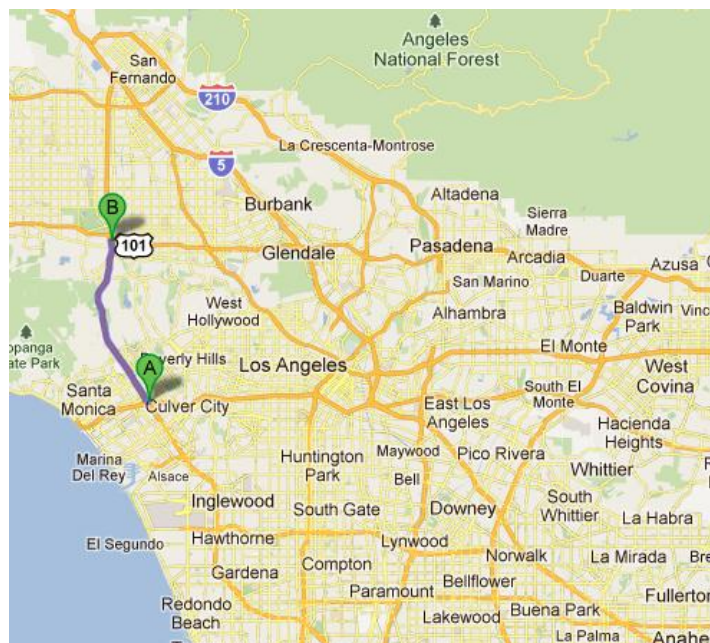 Angeles
National Forest
San
Fernando
210
La Crescenta-Montrose
5
Altadena
B
Burbank
Sierra
Madre
101
Glendale
Pasadena
Arcadia
Azusa
Duarte
San Marino
West
Hollywood
Alhambra
Baldwin
Park
Vinc
opanga
ate Park
El Monte
Beverly Hills
A
Los Angeles
West
Covina
Santa
Monica
Culver City
South El
Monte
East Los
Angeles
Hacienda
Heights
Marina
Del Rey
Alsace
Huntington
Park
Maywood
Pico Rivera
Bell
Whittier
Inglewood
South Gate
Downey
South
Whittier
La Habra
El Segundo
Hawthorne
Lynwood
Norwalk
La Mirada
Bre
Gardena
Compton
Bellflower
Paramount
Fullerton
Redondo
Beach
Lakewood
Buena Park
La Palma
Anahe